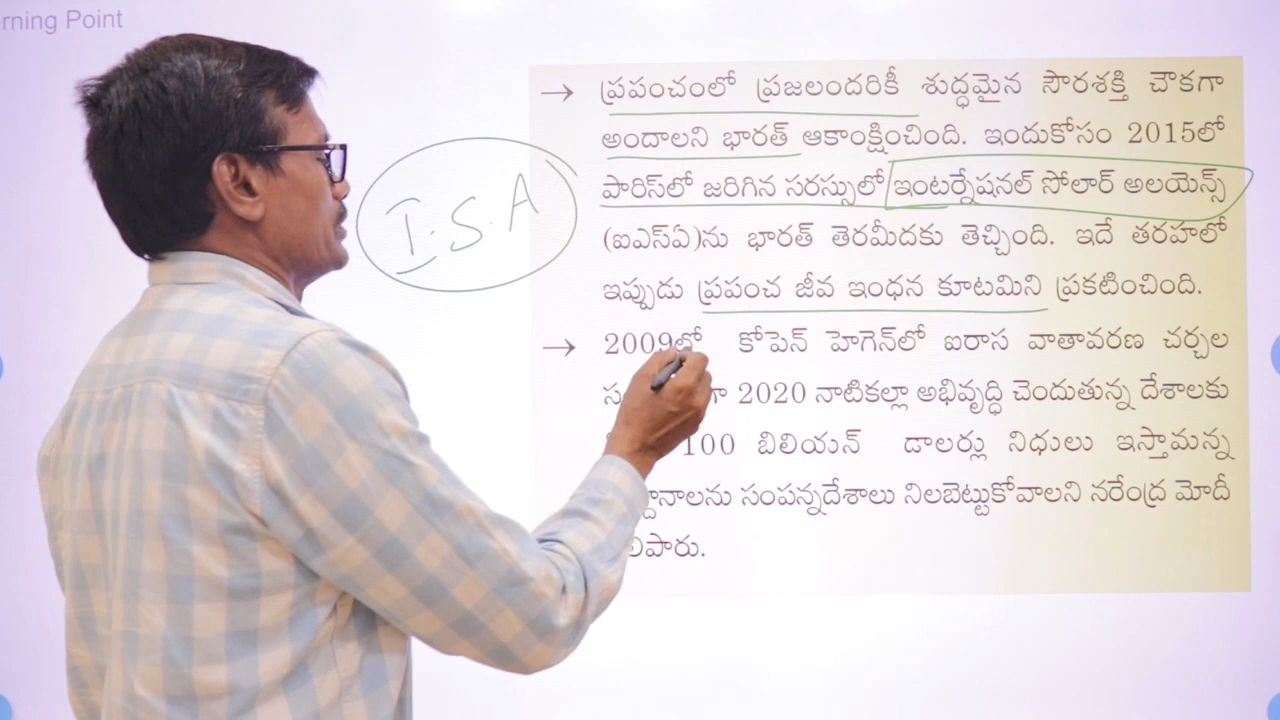 rning Point
→ ప్రపంచంలో ప్రజలందరికీ శుద్ధమైన సౌరశక్తి చౌకగా
అందాలని భారత్ ఆకాంక్షించింది. ఇందుకోసం 2015లో
పారిస్‌లో జరిగిన సరస్సులో ఇంటర్నేషనల్ సోలార్ అలయెన్స్
(ఐఎస్ఏ)ను భారత్ తెరమీదకు తెచ్చింది. ఇదే తరహలో
ఇప్పుడు ప్రపంచ జీవ ఇంధన కూటమిని ప్రకటించింది.
→ 2009లో కోపెన్ హెగెన్‌లో ఐరాస వాతావరణ చర్చల
2020 నాటికల్లా అభివృద్ధి చెందుతున్న దేశాలకు
100 బిలియన్ డాలర్లు నిధులు ఇస్తామన్న
సంపన్నదేశాలు నిలబెట్టుకోవాలని నరేంద్ర మోదీ
I.S.A